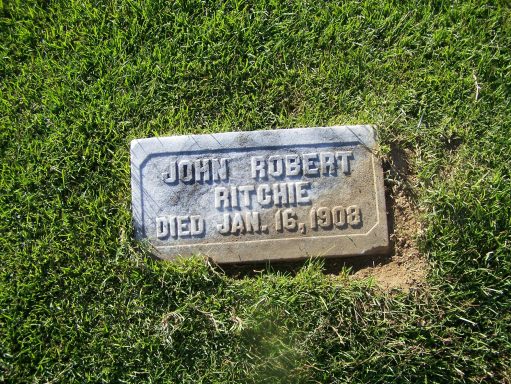 JOHN ROBERT
RITCHIE
DIED JAN. 16, 1908